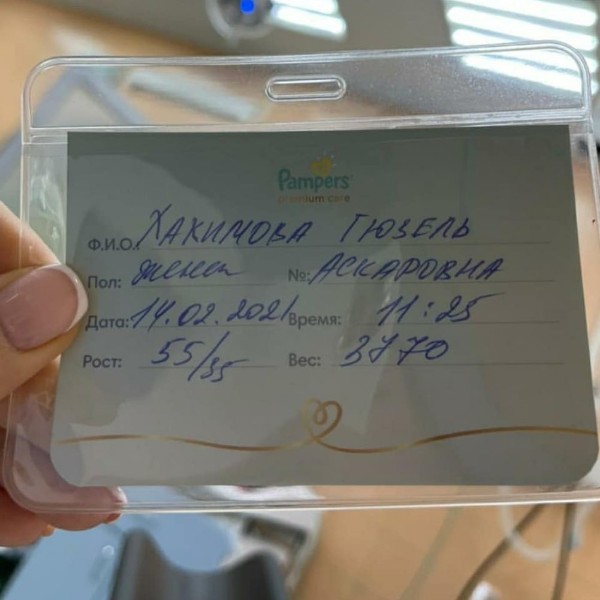 Pampers
premium care
Ф.И.О.: ХАКИМОВА ГЮЗЕЛЬ
Пол: женск №: АСКАРОВНА
Дата: 14.02.2021 Время: 11:25
Рост: 55/35 Вес: 3770